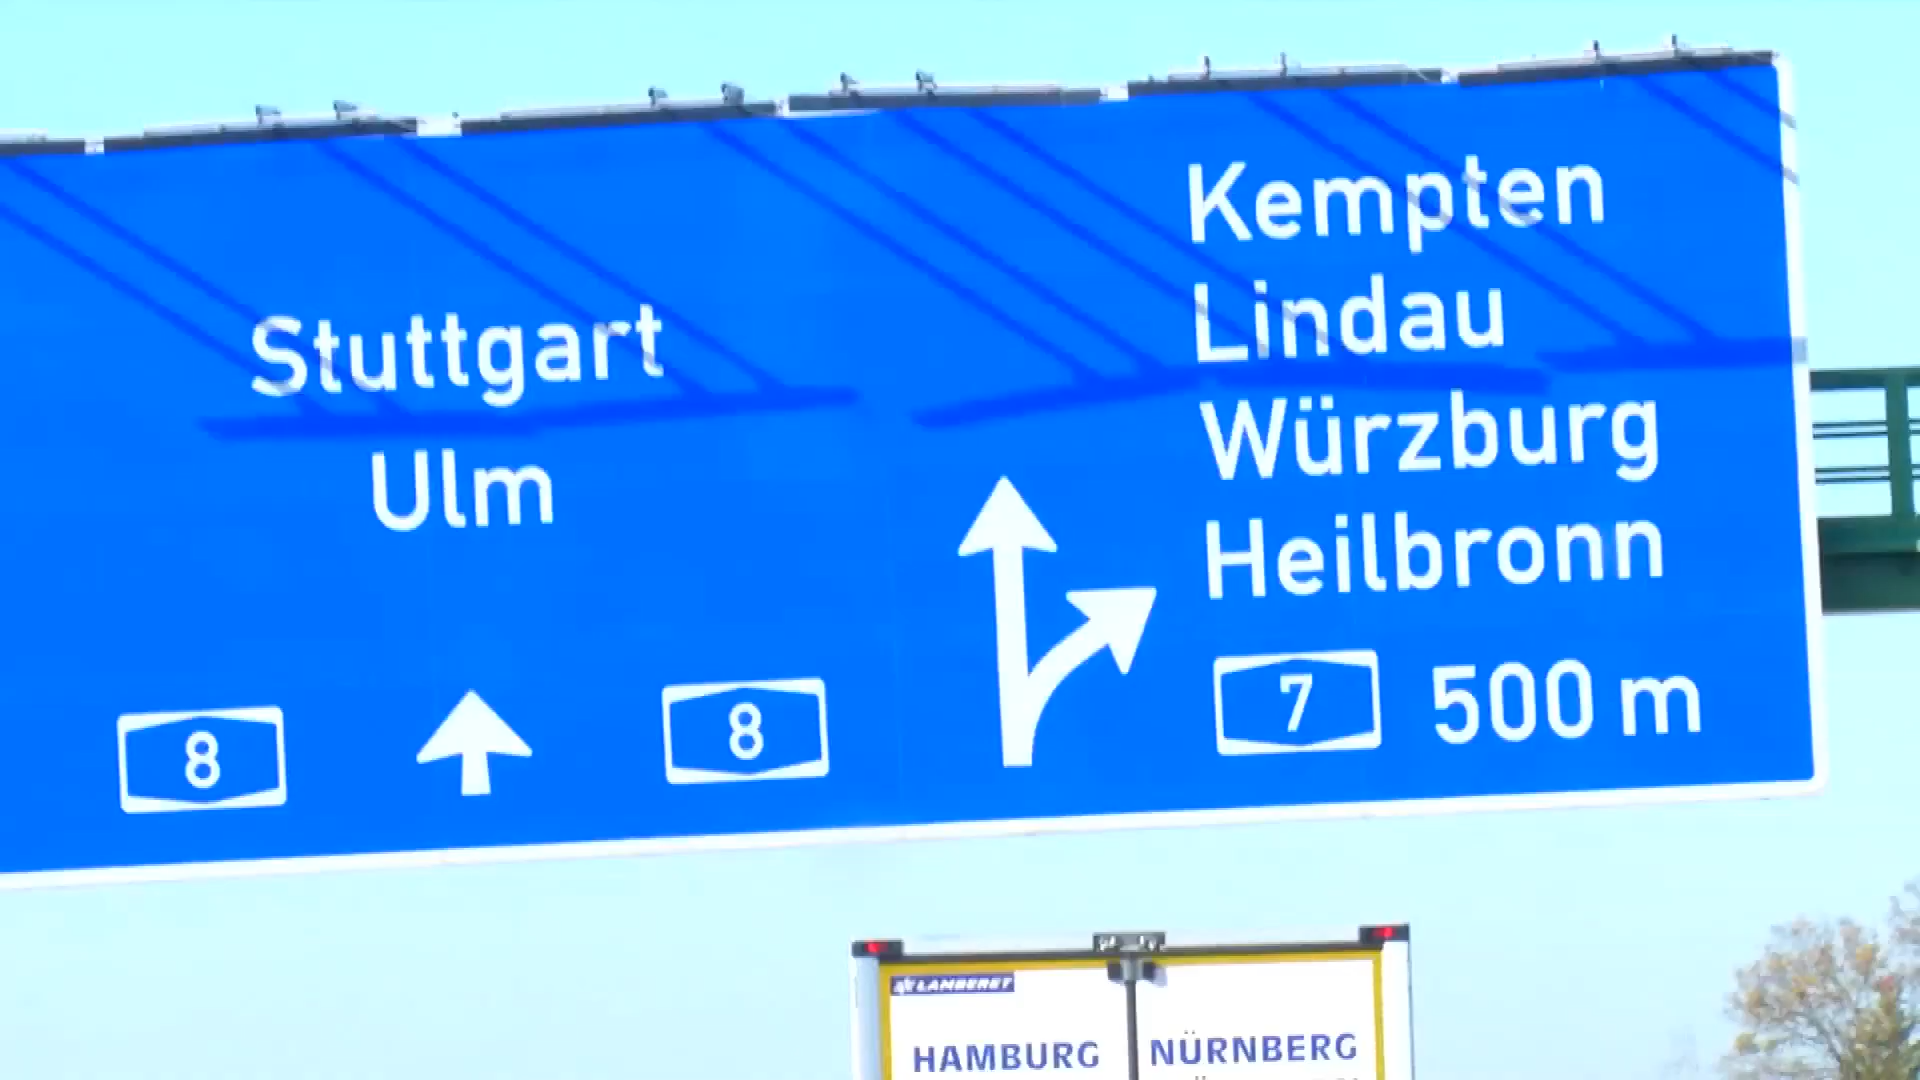 Stuttgart
Ulm
8
8
Kempten
Lindau
Würzburg
Heilbronn
7 500 m
LAMBERET
HAMBURG
NÜRNBERG